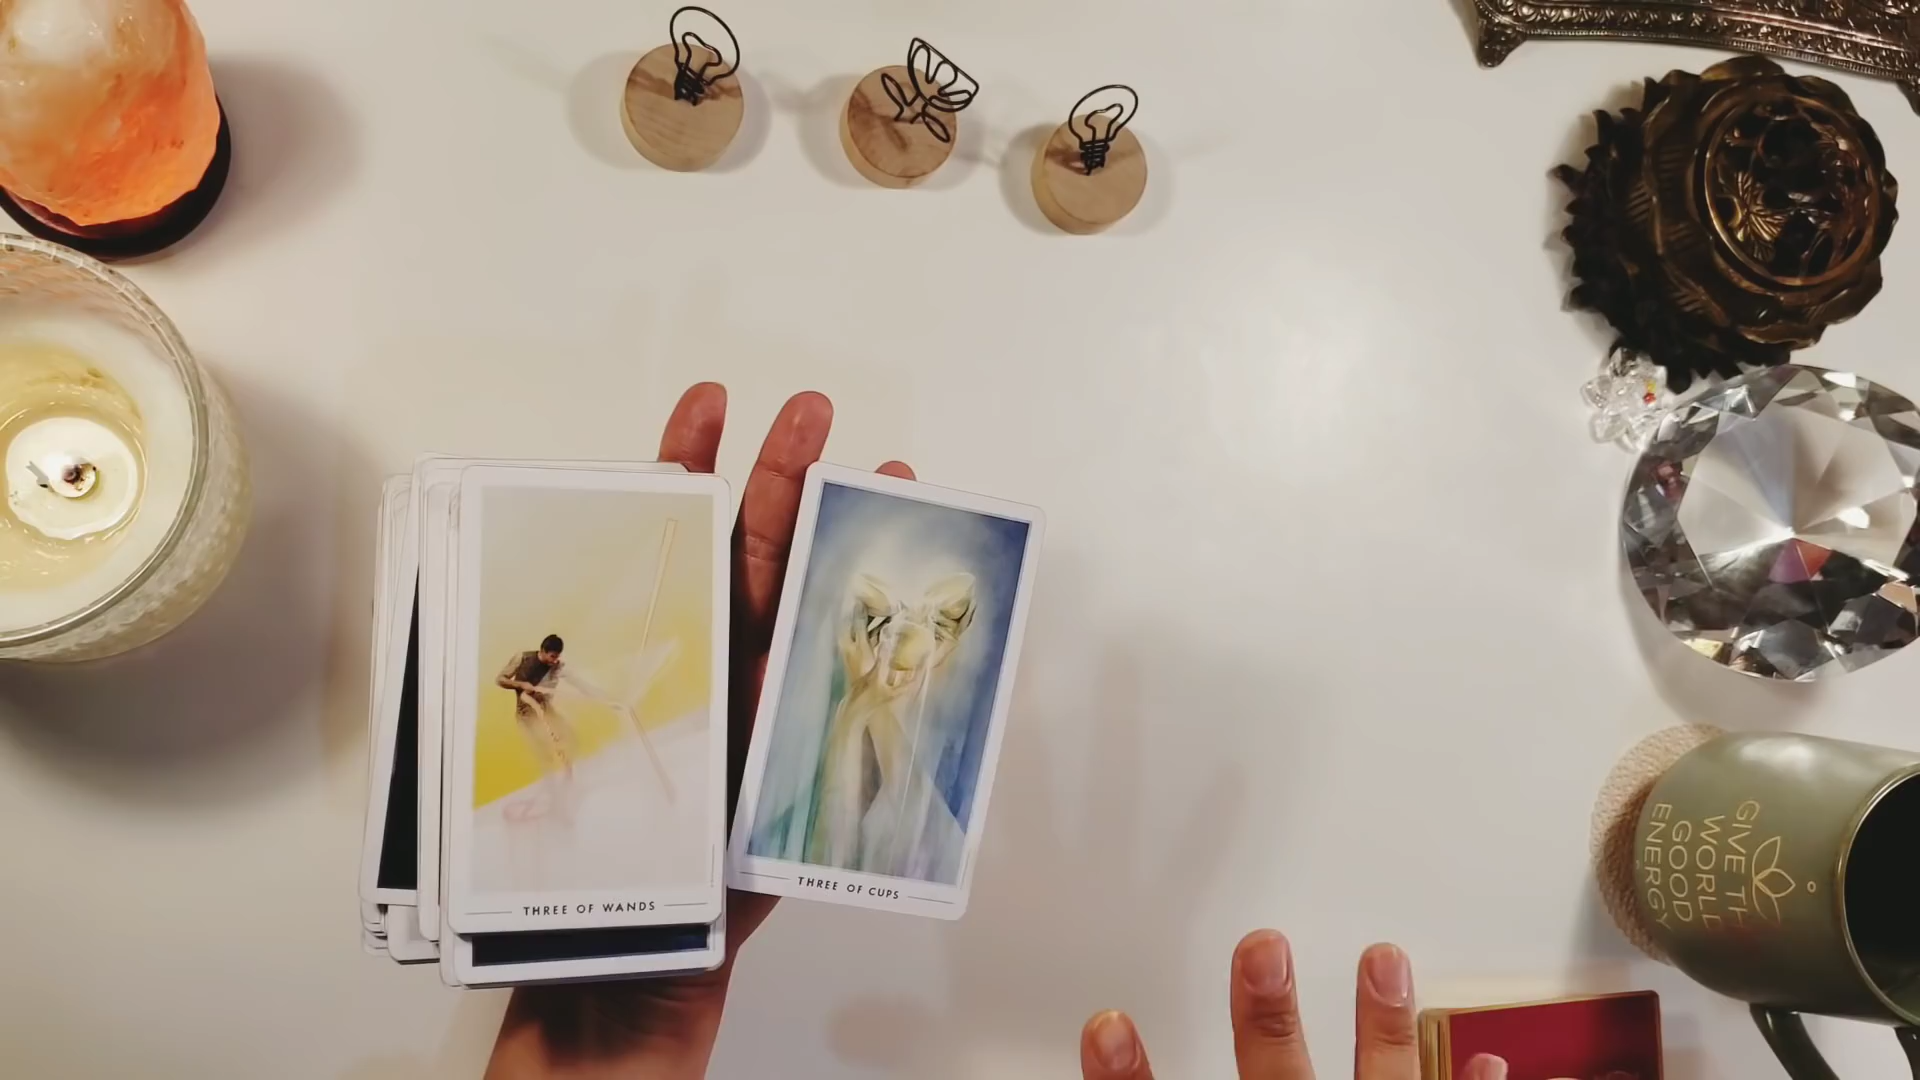 THREE OF WANDS
THREE OF CUPS
GIVE TH
WORL
GOOD
ENERGY